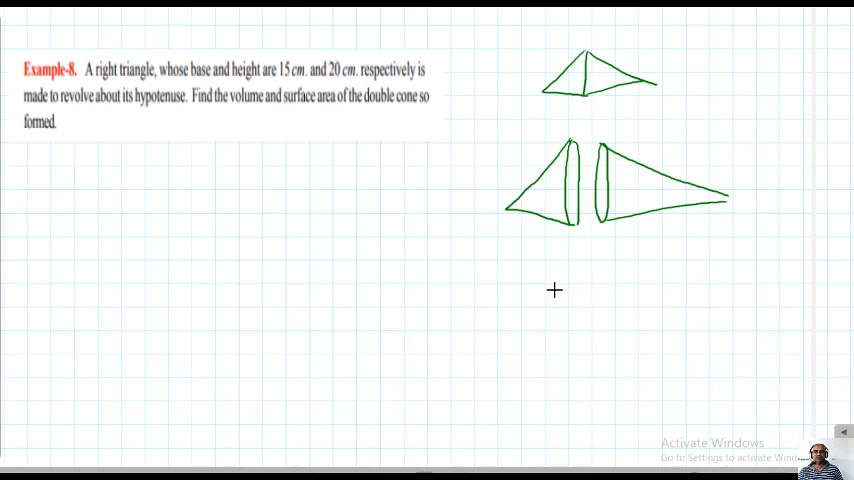 Example-8. A right triangle, whose base and height are 15 cm. and 20 cm. respectively is
made to revolve about its hypotenuse. Find the volume and surface area of the double cone so
formed.
Activate Windows
Go to Settings to activate Wind